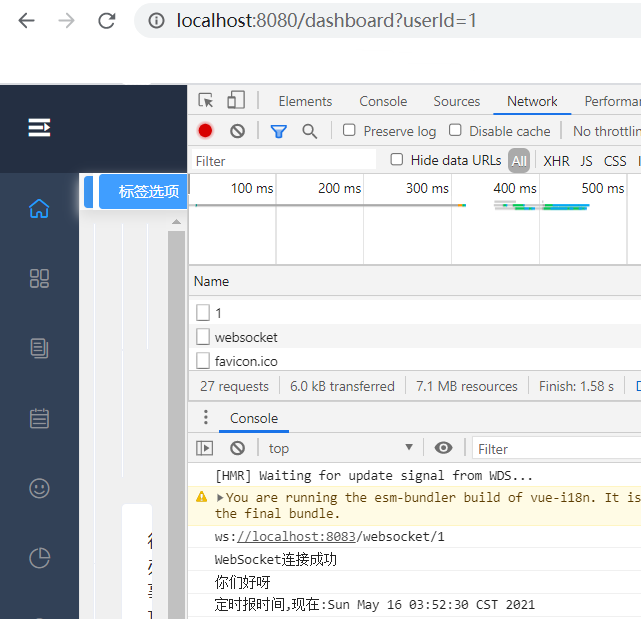 localhost:8080/dashboard?userId=1
Elements Console Sources Network
Preserve log Disable cache
Filter Hide data URLs All XHR JS CSS
标签选项
100 ms 200 ms 300 ms 400 ms 500 ms
Name
1
websocket
favicon.ico
27 requests 6.0 kB transferred 7.1 MB resources Finish: 1.58 s
Console
top Filter
[HMR] Waiting for update signal from WDS...
You are running the esm-bundler build of vue-i18n. It is
the final bundle.
ws://localhost:8083/websocket/1
WebSocket连接成功
你们好呀
定时报时间,现在:Sun May 16 03:52:30 CST 2021